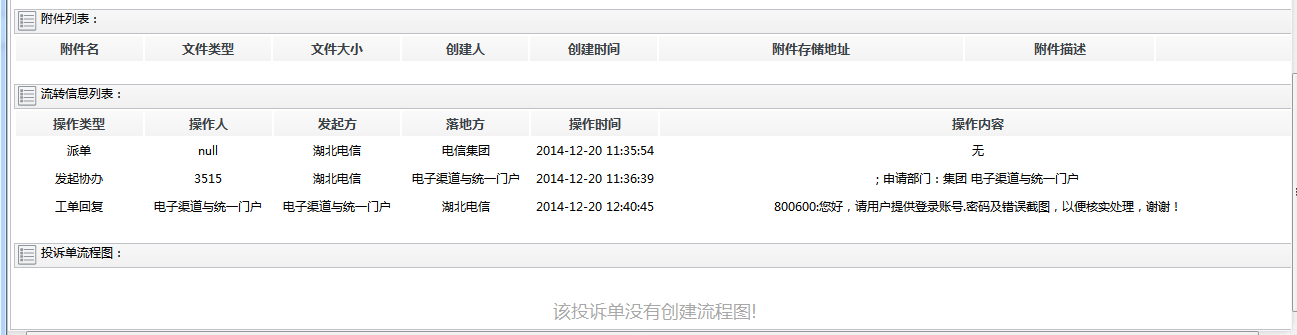 附件列表：
附件名 文件类型 文件大小 创建人 创建时间 附件存储地址 附件描述
流转信息列表：
操作类型 操作人 发起方 落地方 操作时间 操作内容
派单 null 湖北电信 电信集团 2014-12-20 11:35:54 无
发起协办 3515 湖北电信 电子渠道与统一门户 2014-12-20 11:36:39 ; 申请部门：集团 电子渠道与统一门户
工单回复 电子渠道与统一门户 电子渠道与统一门户 湖北电信 2014-12-20 12:40:45 800600:您好，请用户提供登录账号.密码及错误截图，以便核实处理，谢谢！
投诉单流程图：
该投诉单没有创建流程图!